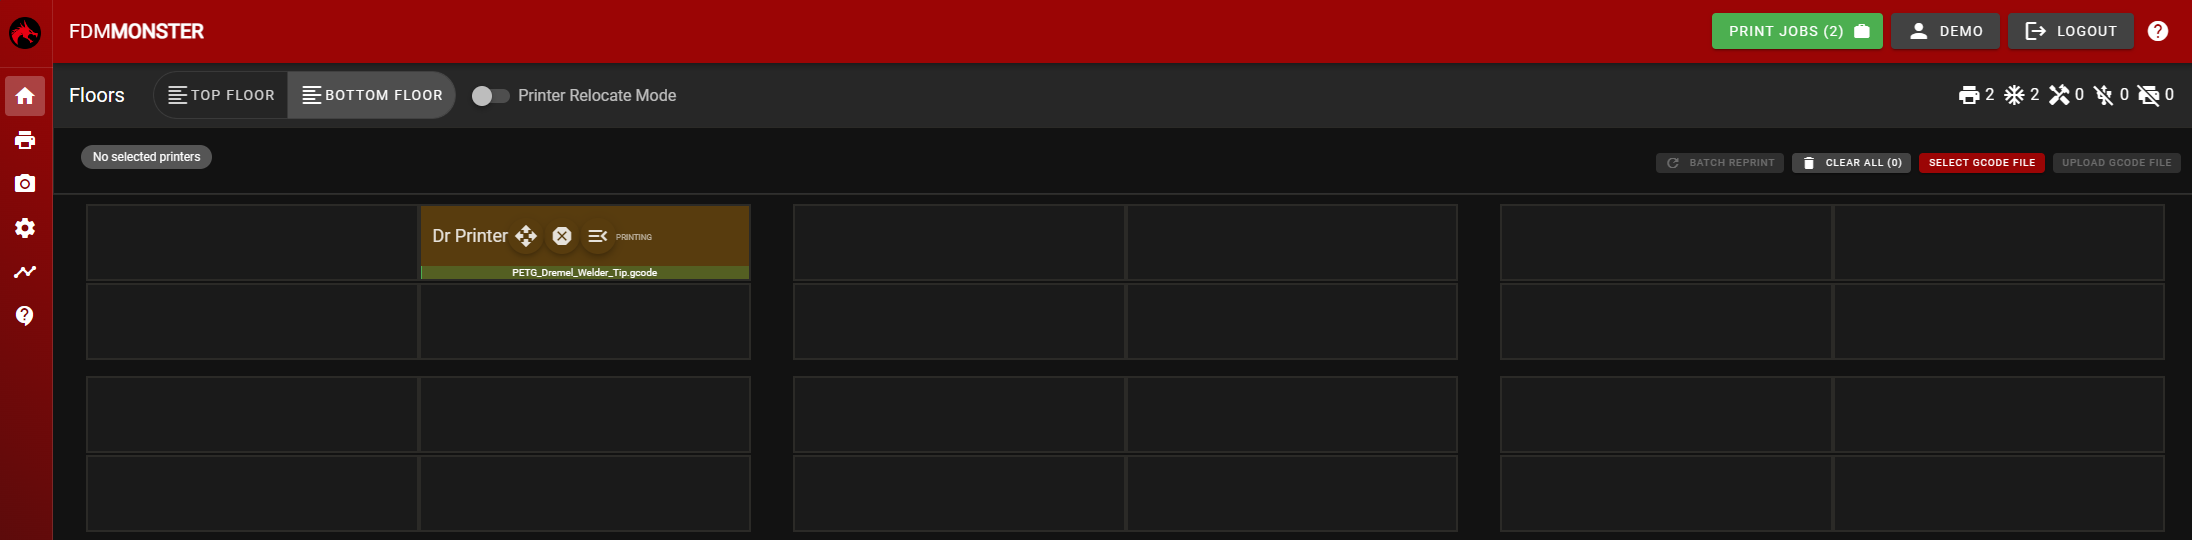 FDMMONSTER
PRINT JOBS (2)
DEMO
LOGOUT
Floors
TOP FLOOR
BOTTOM FLOOR
Printer Relocate Mode
2
2
0
0
0
No selected printers
BATCH REPRINT
CLEAR ALL (0)
SELECT GCODE FILE
UPLOAD GCODE FILE
Dr Printer
PRINTING
PETG_Dremel_Welder_Tip.gcode